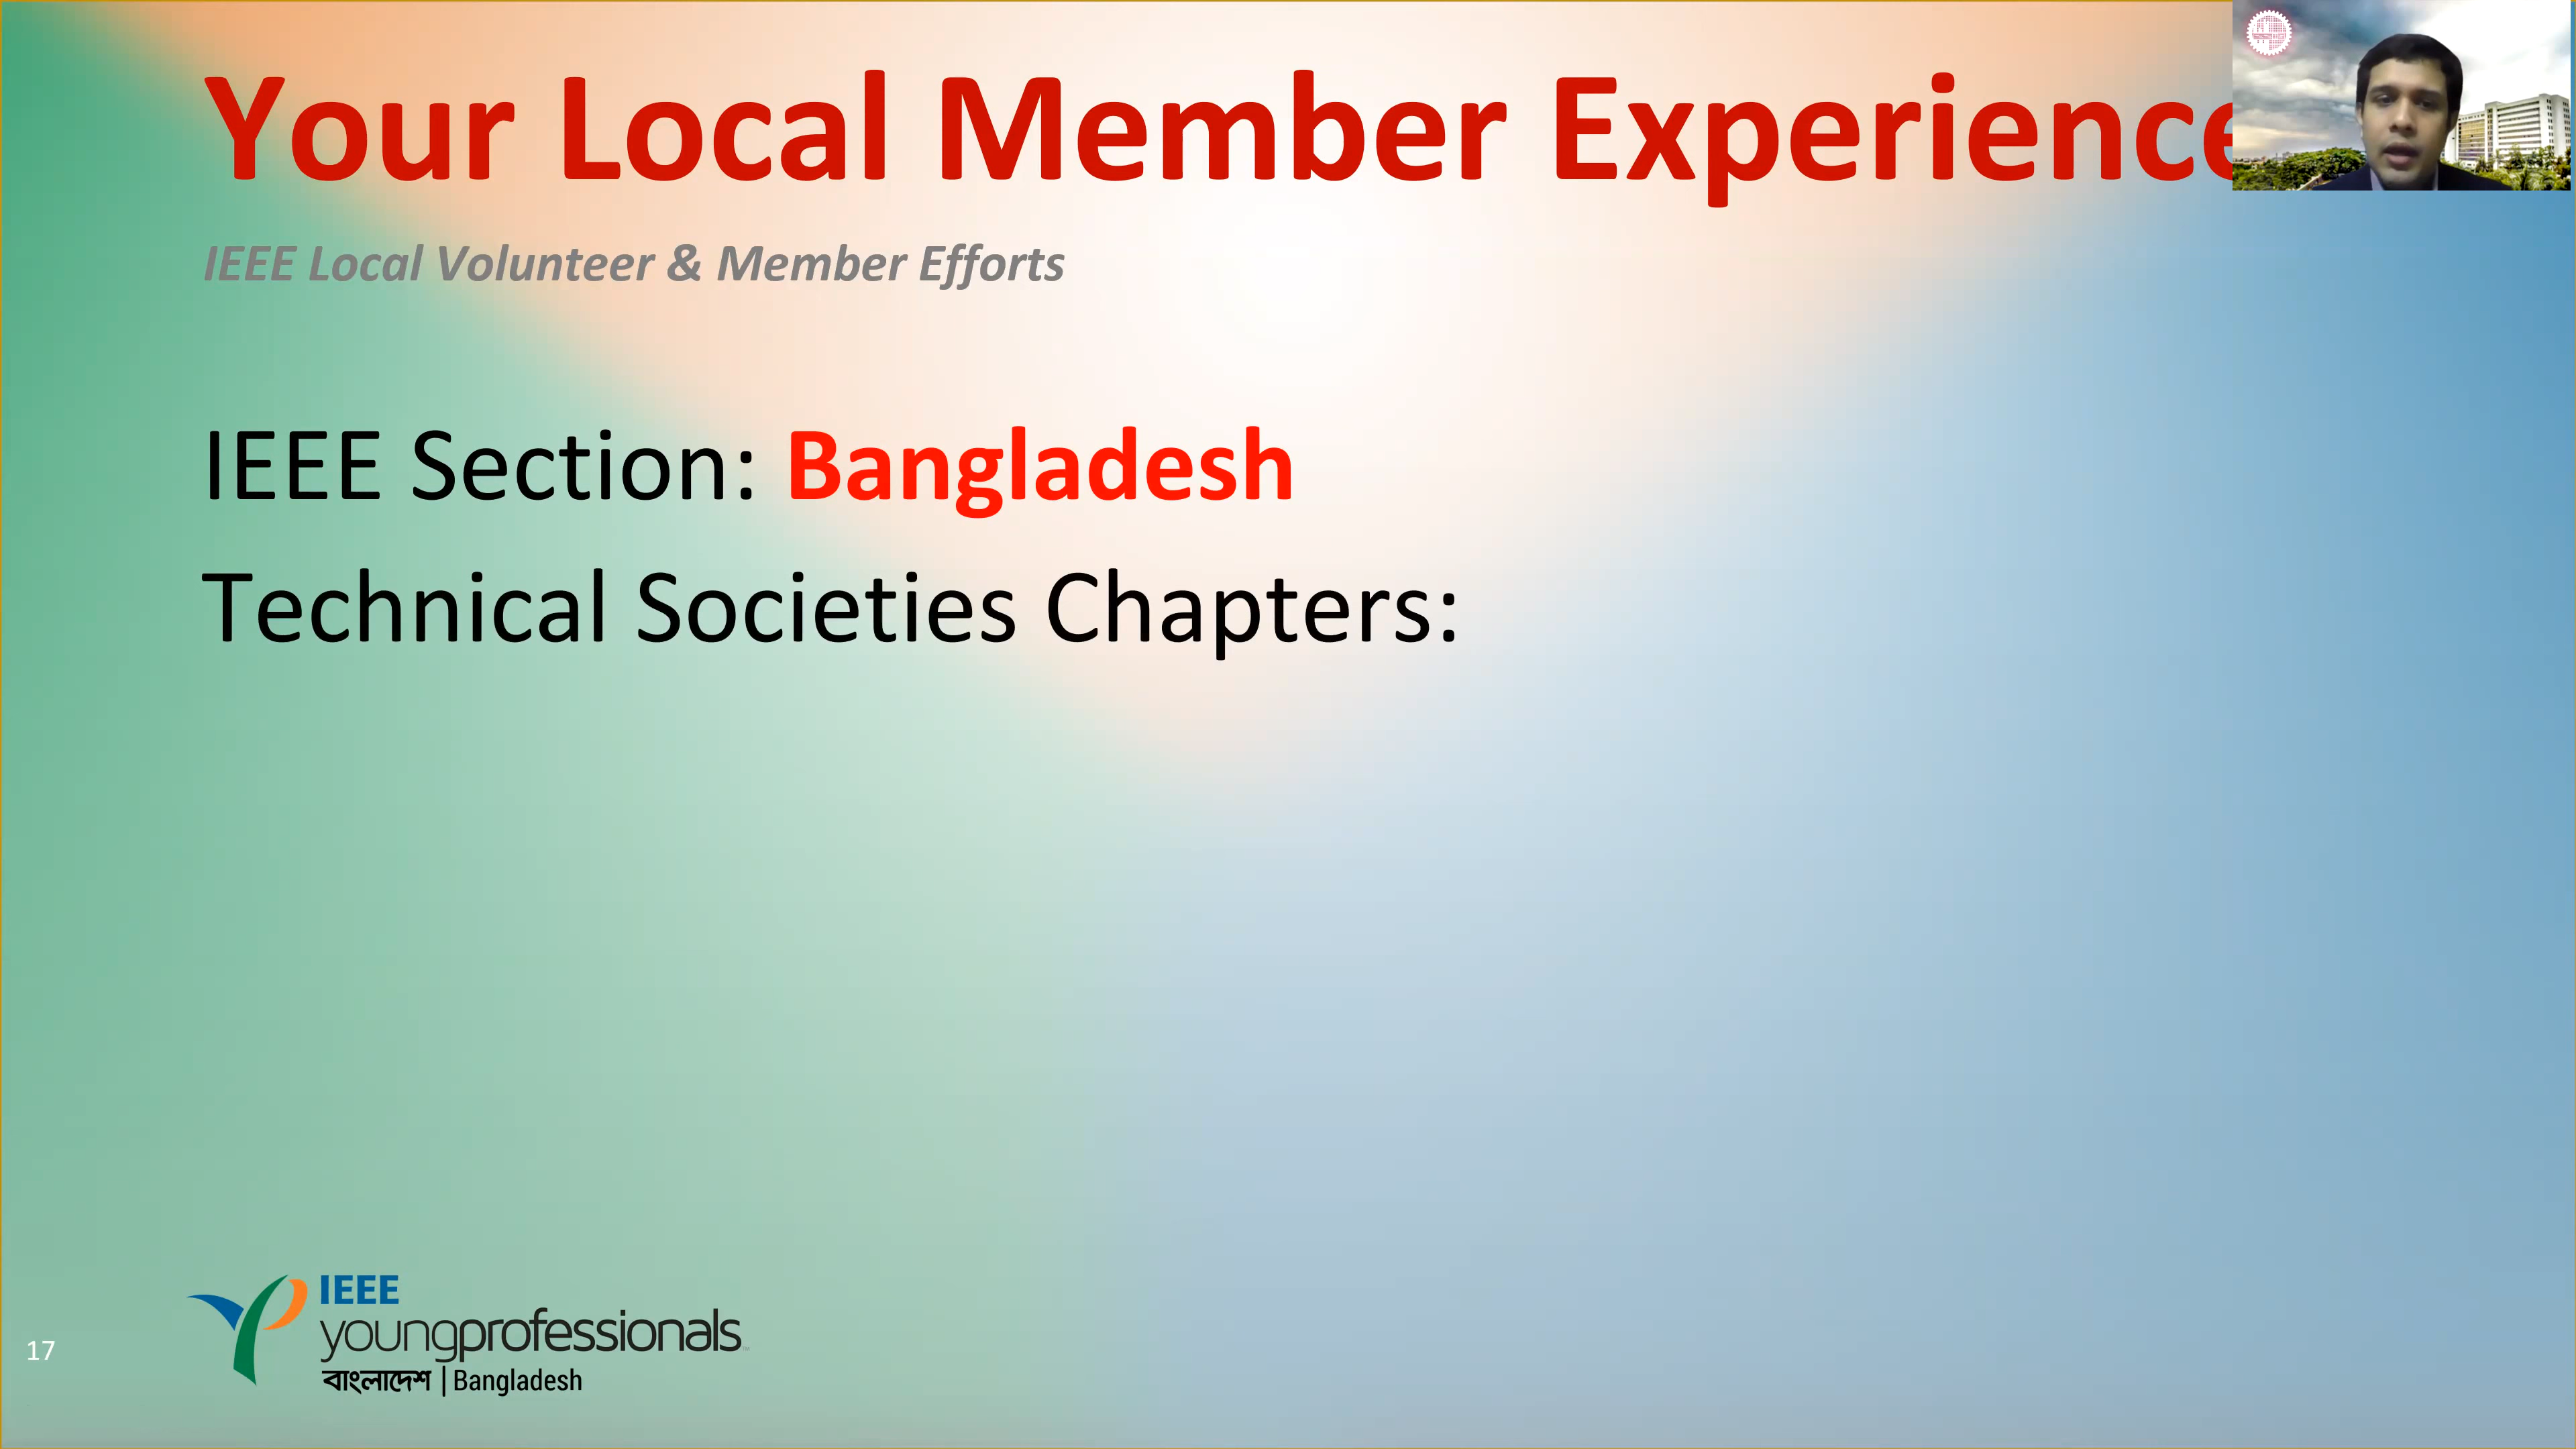 Your Local Member Experience
IEEE Local Volunteer & Member Efforts
IEEE Section: Bangladesh
Technical Societies Chapters:
IEEE
youngprofessionals
বাংলাদেশ | Bangladesh
17